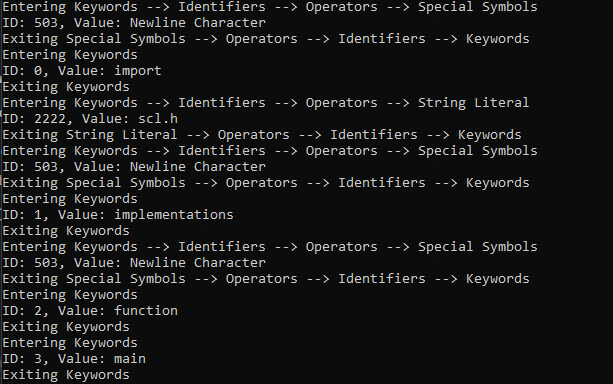 Entering Keywords --> Identifiers --> Operators --> Special Symbols
ID: 503, Value: Newline Character
Exiting Special Symbols --> Operators --> Identifiers --> Keywords
Entering Keywords
ID: 0, Value: import
Exiting Keywords
Entering Keywords --> Identifiers --> Operators --> String Literal
ID: 2222, Value: scl.h
Exiting String Literal --> Operators --> Identifiers --> Keywords
Entering Keywords --> Identifiers --> Operators --> Special Symbols
ID: 503, Value: Newline Character
Exiting Special Symbols --> Operators --> Identifiers --> Keywords
Entering Keywords
ID: 1, Value: implementations
Exiting Keywords
Entering Keywords --> Identifiers --> Operators --> Special Symbols
ID: 503, Value: Newline Character
Exiting Special Symbols --> Operators --> Identifiers --> Keywords
Entering Keywords
ID: 2, Value: function
Exiting Keywords
Entering Keywords
ID: 3, Value: main
Exiting Keywords